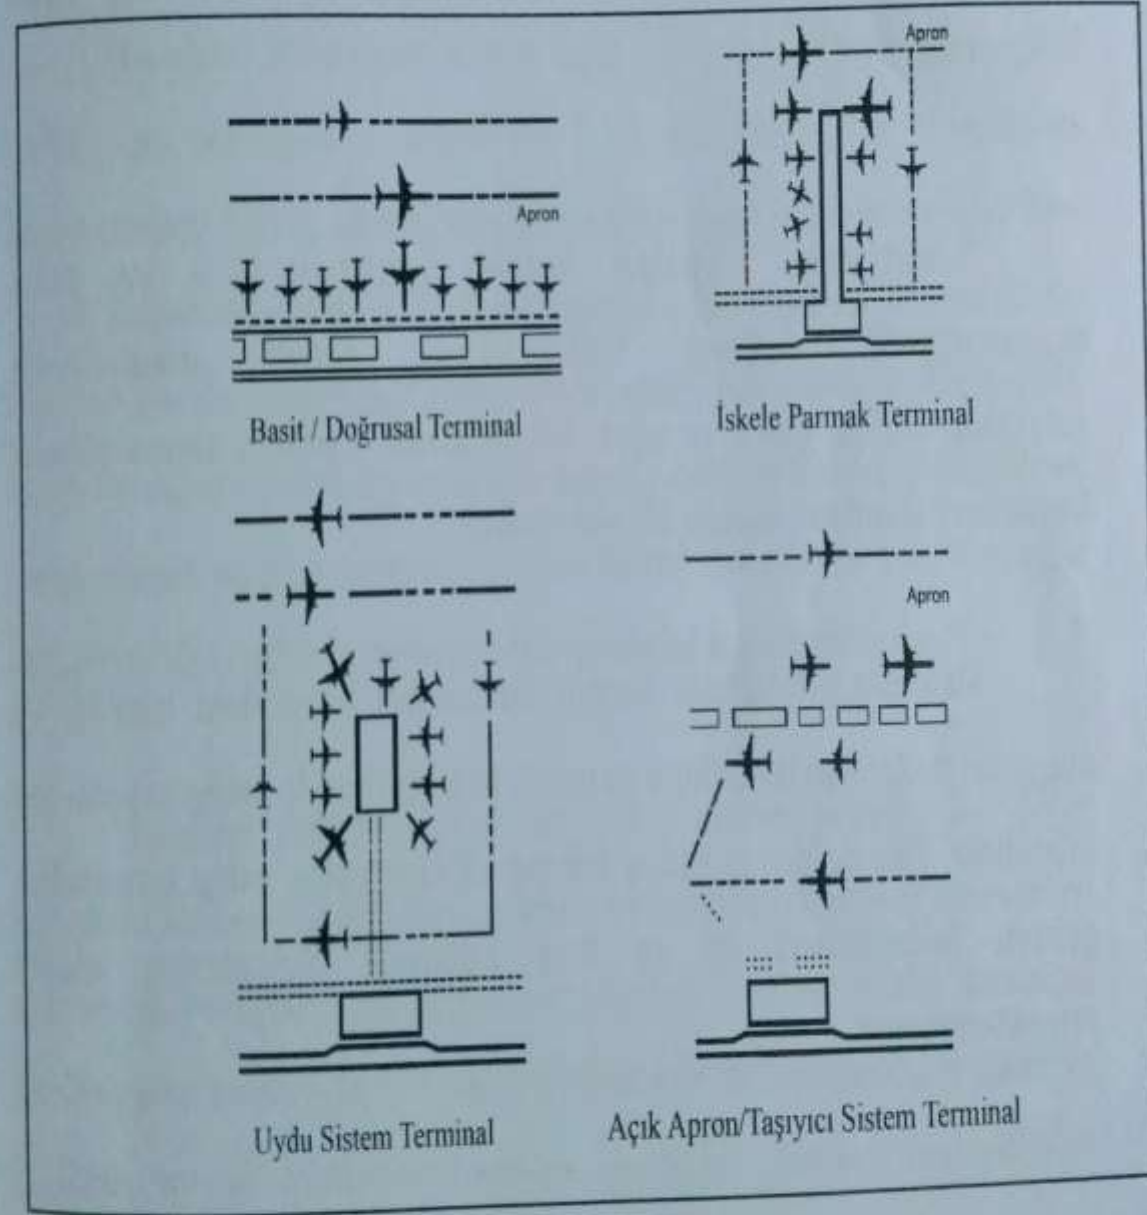 Apron
Apron
Basit / Doğrusal Terminal
İskele Parmak Terminal
Apron
Uydu Sistem Terminal
Açık Apron/Taşıyıcı Sistem Terminal